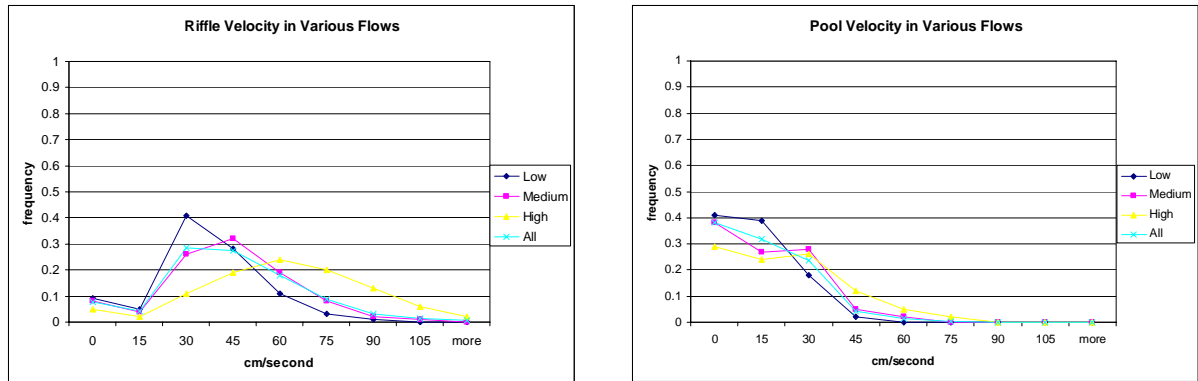 Riffle Velocity in Various Flows
1
0.9
0.8
0.7
0.6
0.5
0.4
0.3
0.2
0.1
0
frequency
0 15 30 45 60 75 90 105 more
cm/second
Low
Medium
High
All
Pool Velocity in Various Flows
1
0.9
0.8
0.7
0.6
0.5
0.4
0.3
0.2
0.1
0
frequency
0 15 30 45 60 75 90 105 more
cm/second
Low
Medium
High
All